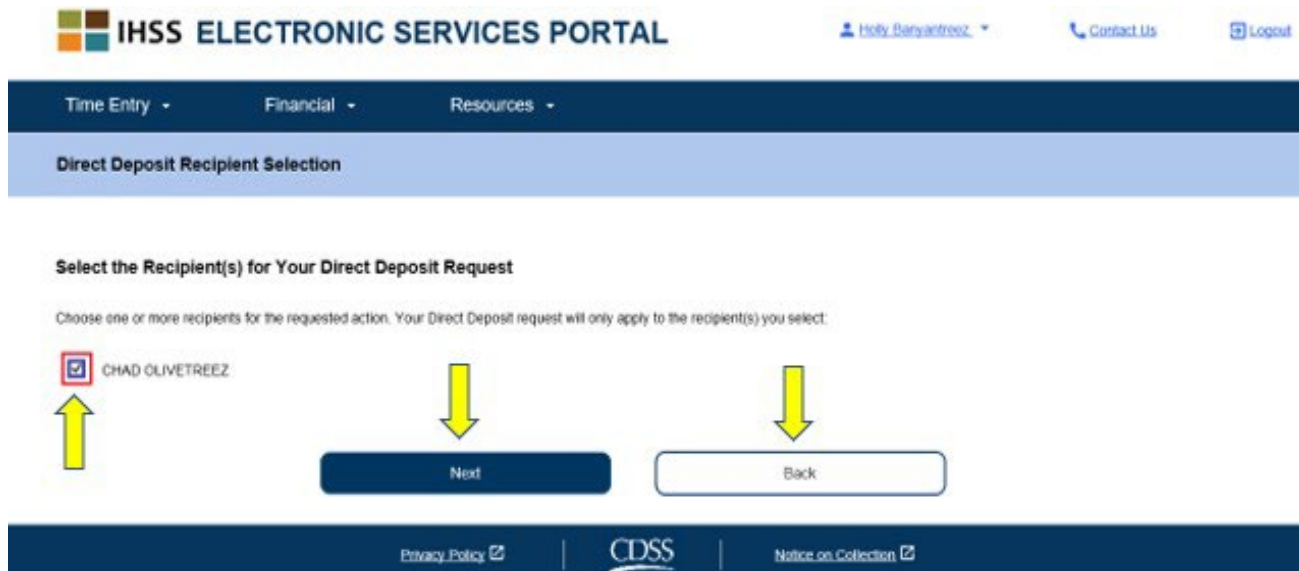 IHSS ELECTRONIC SERVICES PORTAL
Holly Banyantreez
Contact Us
Logout
Time Entry
Financial
Resources
Direct Deposit Recipient Selection
Select the Recipient(s) for Your Direct Deposit Request
Choose one or more recipients for the requested action. Your Direct Deposit request will only apply to the recipient(s) you select:
CHAD OLIVETREEZ
Next
Back
Privacy Policy
CDSS
Notice on Collection